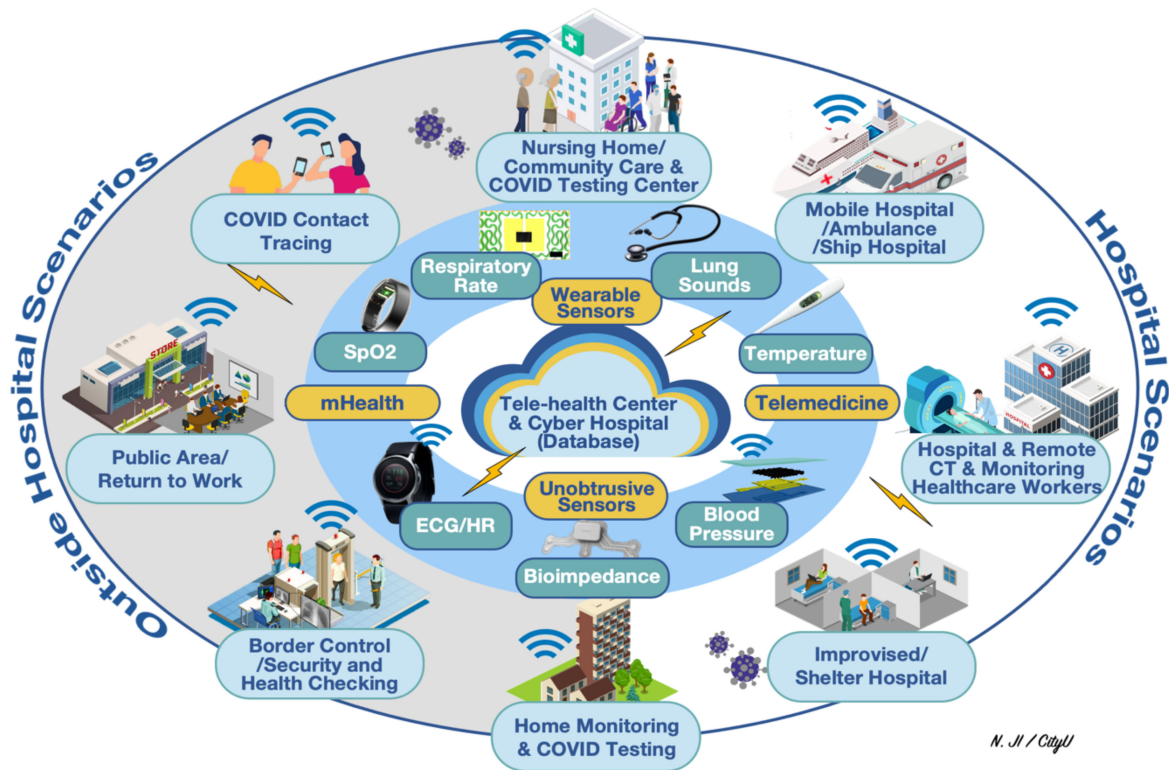 Outside Hospital Scenarios
Hospital Scenarios
Nursing Home/
Community Care &
COVID Testing Center
COVID Contact
Tracing
Mobile Hospital
/Ambulance
/Ship Hospital
Respiratory
Rate
Lung
Sounds
Wearable
Sensors
STORE
SpO2
Temperature
mHealth
Tele-health Center
& Cyber Hospital
(Database)
Telemedicine
H
HOSPITAL
Public Area/
Return to Work
Hospital & Remote
CT & Monitoring
Healthcare Workers
Unobtrusive
Sensors
ECG/HR
Blood
Pressure
Bioimpedance
Border Control
/Security and
Health Checking
Improvised/
Shelter Hospital
Home Monitoring
& COVID Testing
N. JI / CityU